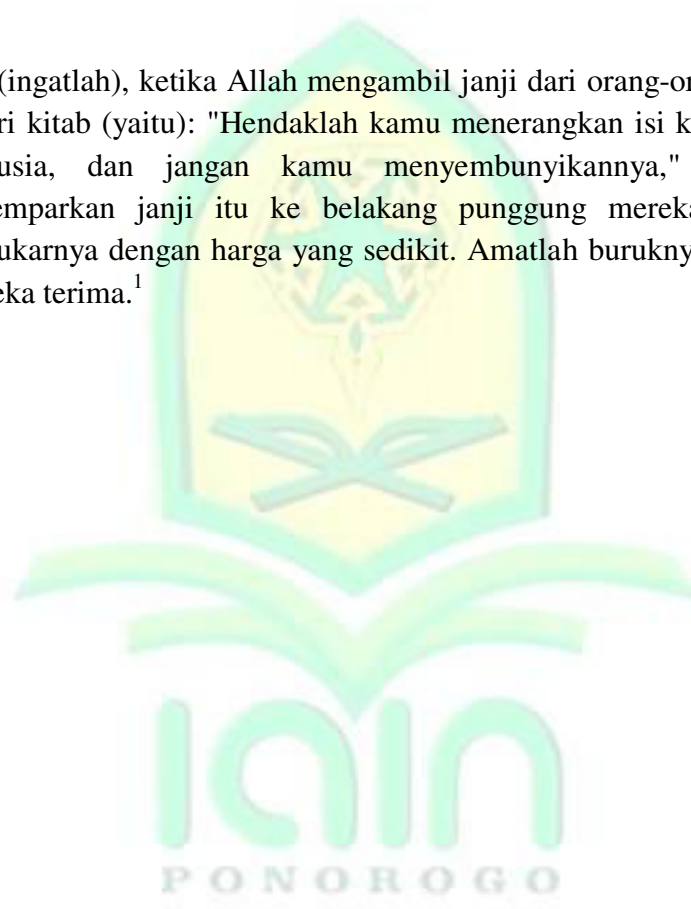 (ingatlah), ketika Allah mengambil janji dari orang-or
ri kitab (yaitu): "Hendaklah kamu menerangkan isi k
usia, dan jangan kamu menyembunyikannya,"
emparkan janji itu ke belakang punggung mereka
ukarnya dengan harga yang sedikit. Amatlah burukny
eka terima.1
iain
PONOROGO